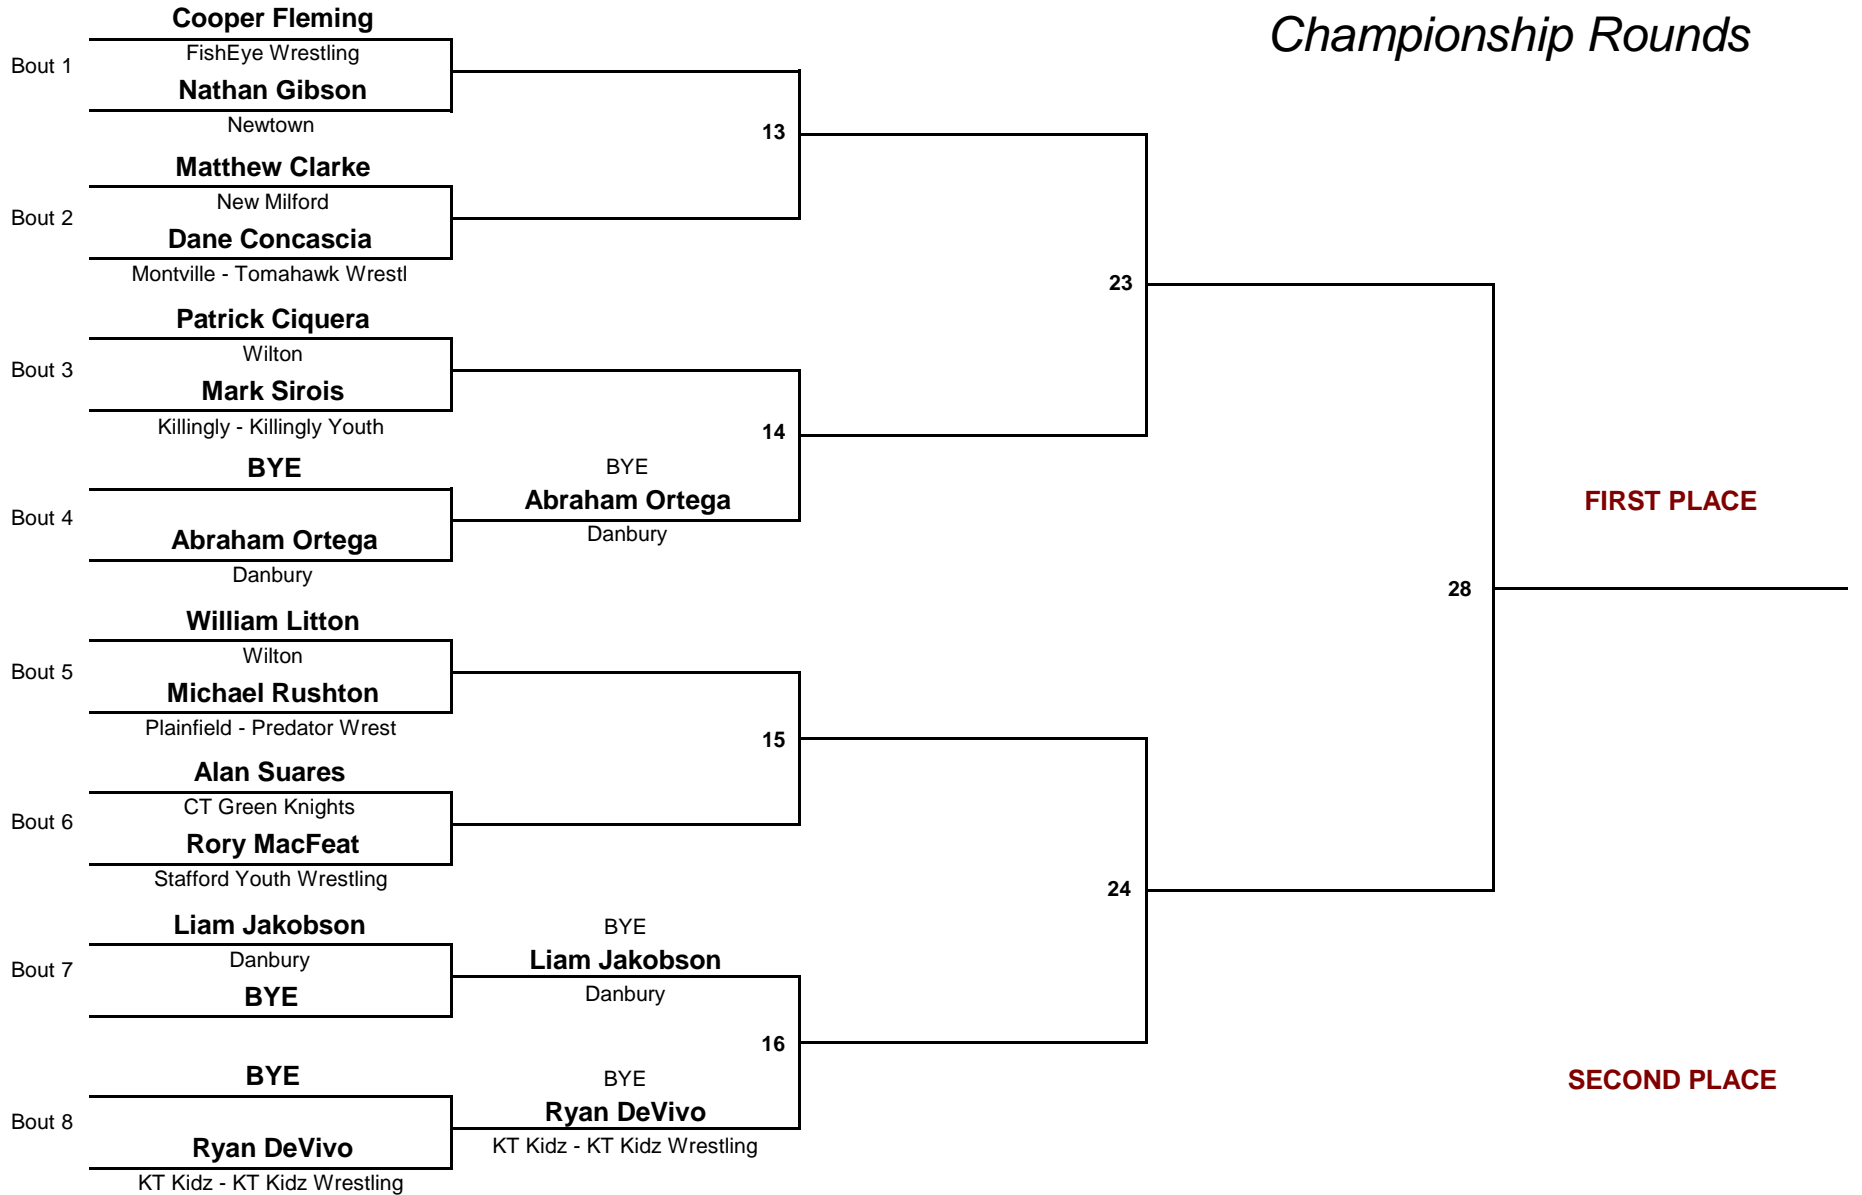 Championship Rounds
Cooper Fleming
Bout 1
FishEye Wrestling
Nathan Gibson
Newtown
13
Matthew Clarke
Bout 2
New Milford
Dane Concascia
Montville - Tomahawk Wrestl
23
Patrick Ciquera
Bout 3
Wilton
Mark Sirois
Killingly - Killingly Youth
14
BYE
BYE
Abraham Ortega
Danbury
Bout 4
Abraham Ortega
Danbury
FIRST PLACE
28
William Litton
Bout 5
Wilton
Michael Rushton
Plainfield - Predator Wrest
15
Alan Suares
Bout 6
CT Green Knights
Rory MacFeat
Stafford Youth Wrestling
24
Liam Jakobson
Bout 7
Danbury
BYE
BYE
Liam Jakobson
Danbury
16
BYE
Bout 8
Ryan DeVivo
KT Kidz - KT Kidz Wrestling
BYE
Ryan DeVivo
KT Kidz - KT Kidz Wrestling
SECOND PLACE